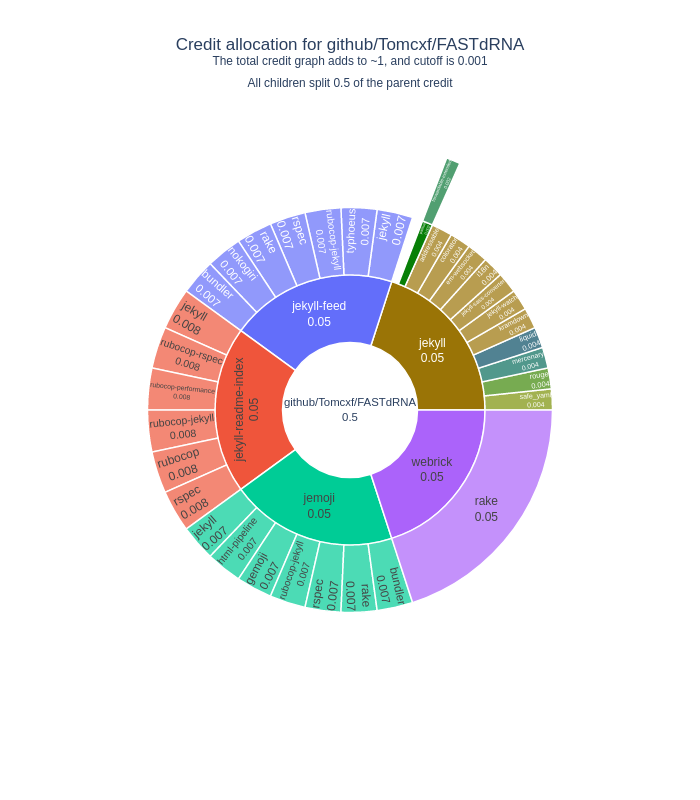 Credit allocation for github/Tomcxf/FASTdRNA
The total credit graph adds to ~1, and cutoff is 0.001
All children split 0.5 of the parent credit
github/Tomcxf/FASTdRNA
0.5
jekyll
0.05
jekyll-feed
0.05
jekyll-readme-index
0.05
jemoji
0.05
webrick
0.05
rake
0.05
jekyll
0.007
typhoeus
0.007
rubocop-jekyll
0.007
rspec
0.007
rake
0.007
nokogiri
0.007
bundler
0.007
jekyll
0.008
rubocop-rspec
0.008
rubocop-performance
0.008
rubocop-jekyll
0.008
rubocop
0.008
rspec
0.008
jekyll
0.007
html-pipeline
0.007
gemoji
0.007
rubocop-jekyll
0.007
rspec
0.007
rake
0.007
bundler
0.007
addressable
0.004
colorator
0.004
em-websocket
0.004
i18n
0.004
jekyll-sass-converter
0.004
jekyll-watch
0.004
kramdown
0.004
liquid
0.004
mercenary
0.004
rouge
0.004
safe_yaml
0.004